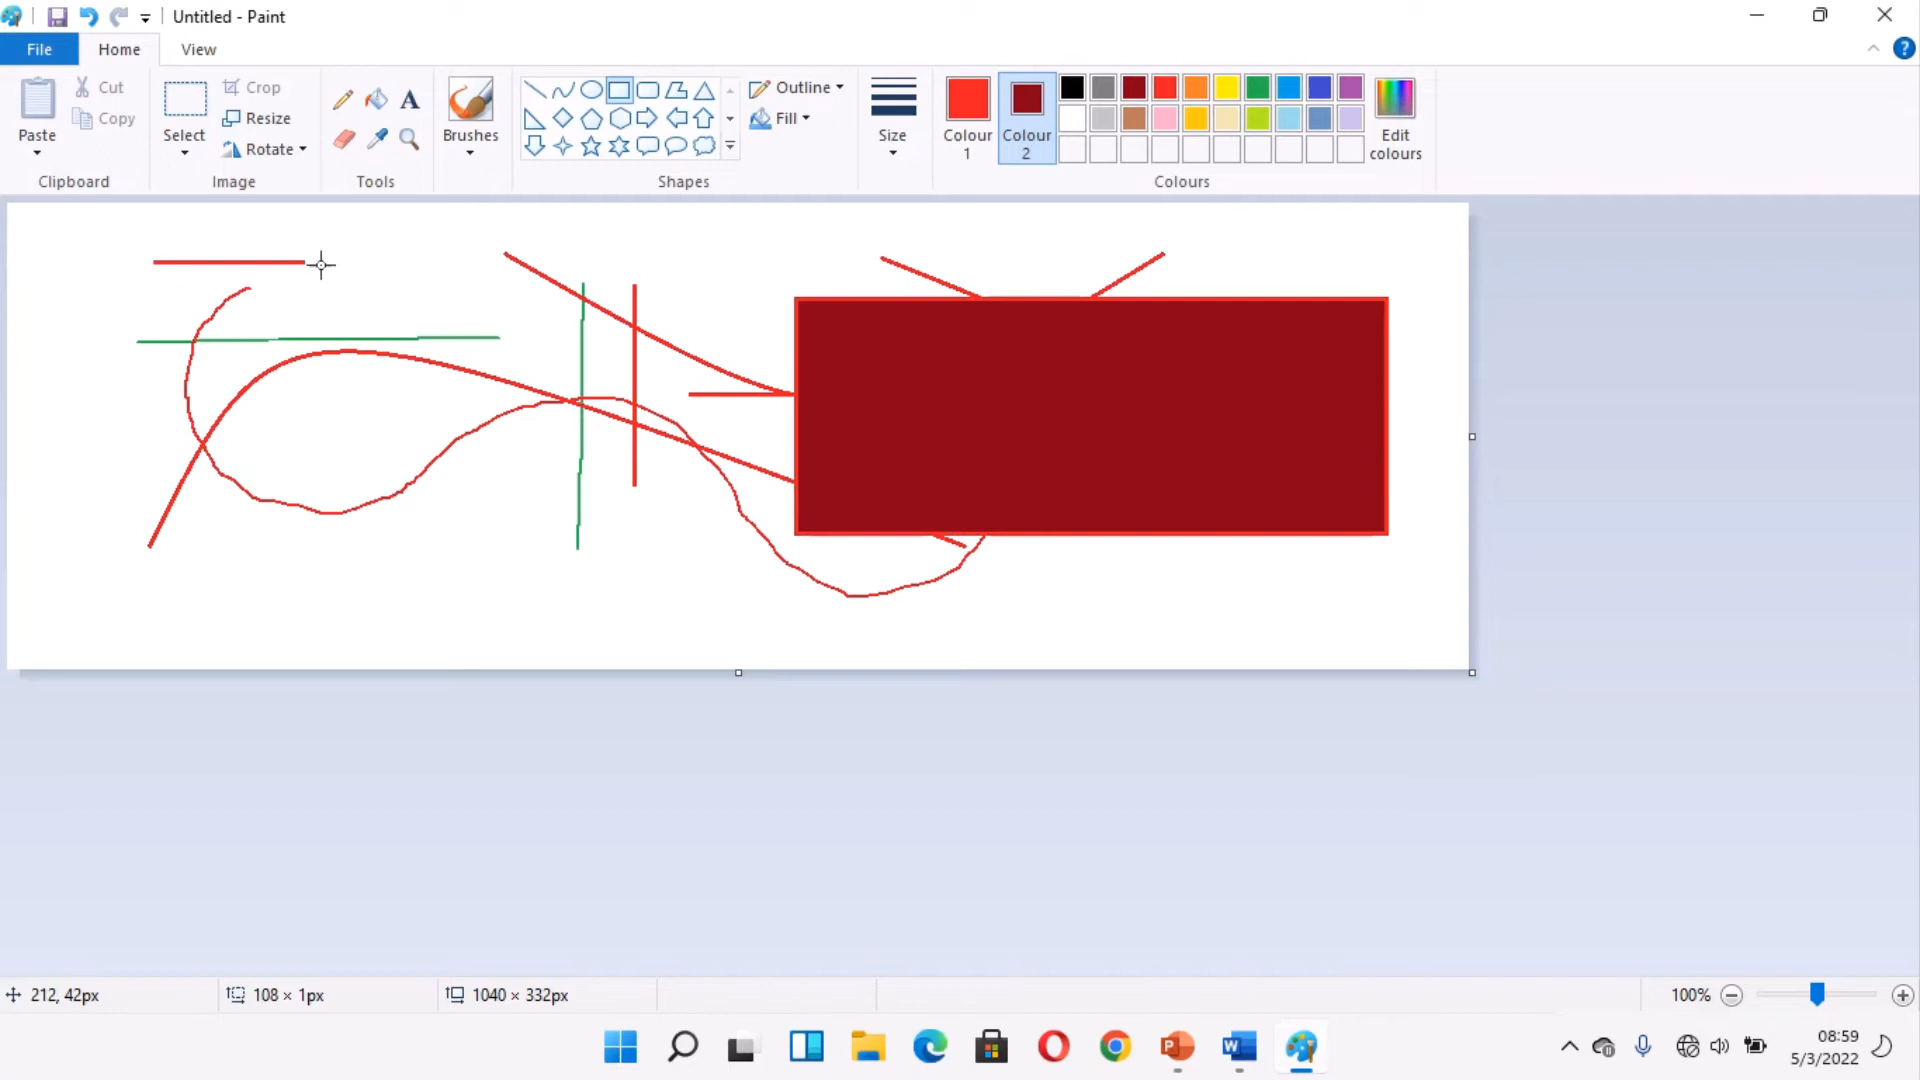 Untitled - Paint
File Home View
Paste
Cut
Copy
Clipboard
Select
Crop
Resize
Rotate
Image
A
Tools
Brushes
Shapes
Outline
Fill
Size
Colour 1
Colour 2
Edit colours
Colours
212, 42px
108 × 1px
1040 × 332px
100%
08:59
5/3/2022